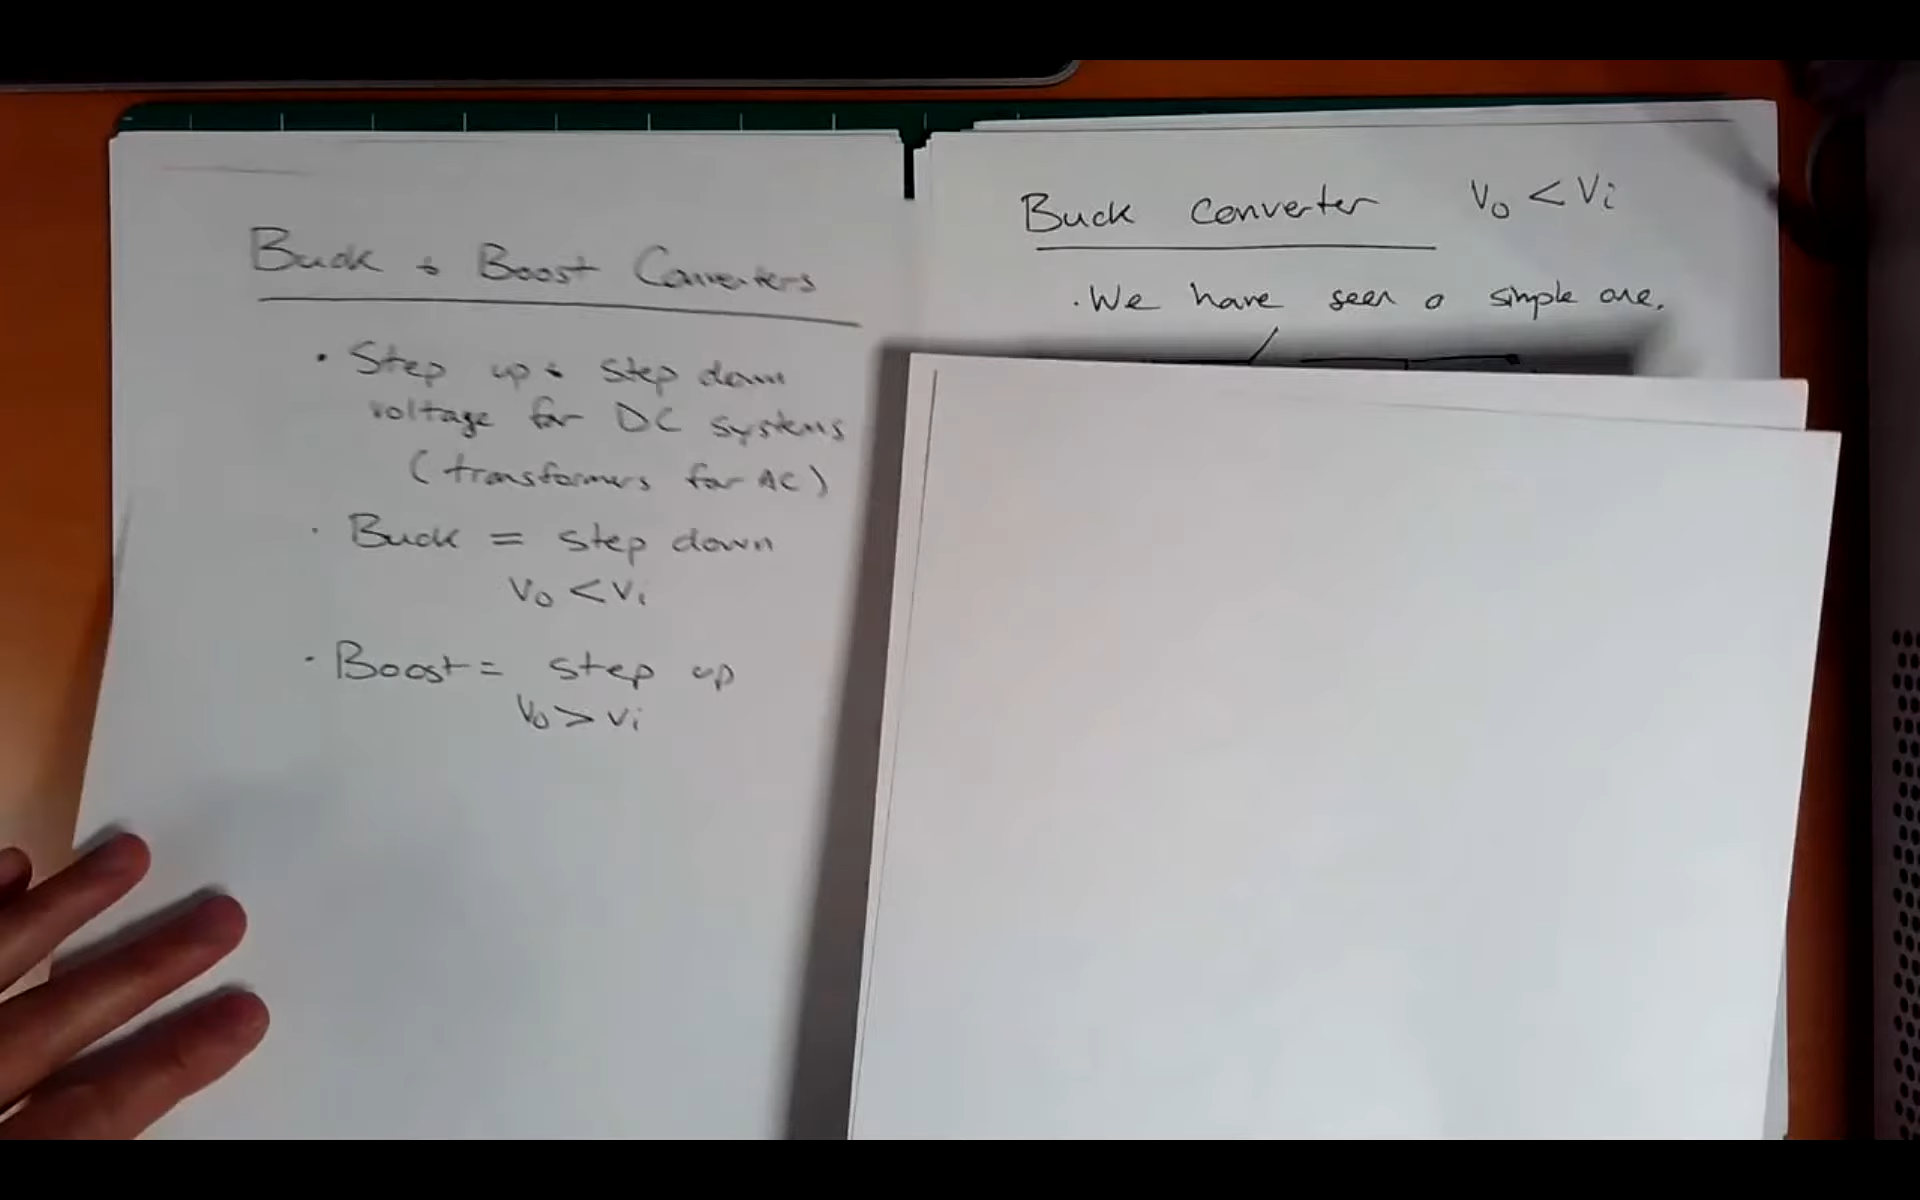 Buck + Boost Converters
· Step up + step down
voltage for DC systems
(transformers for AC)
· Buck = step down
Vo < Vi
· Boost = step up
Vo > Vi
Buck converter Vo < Vi
· We have seen a simple one.